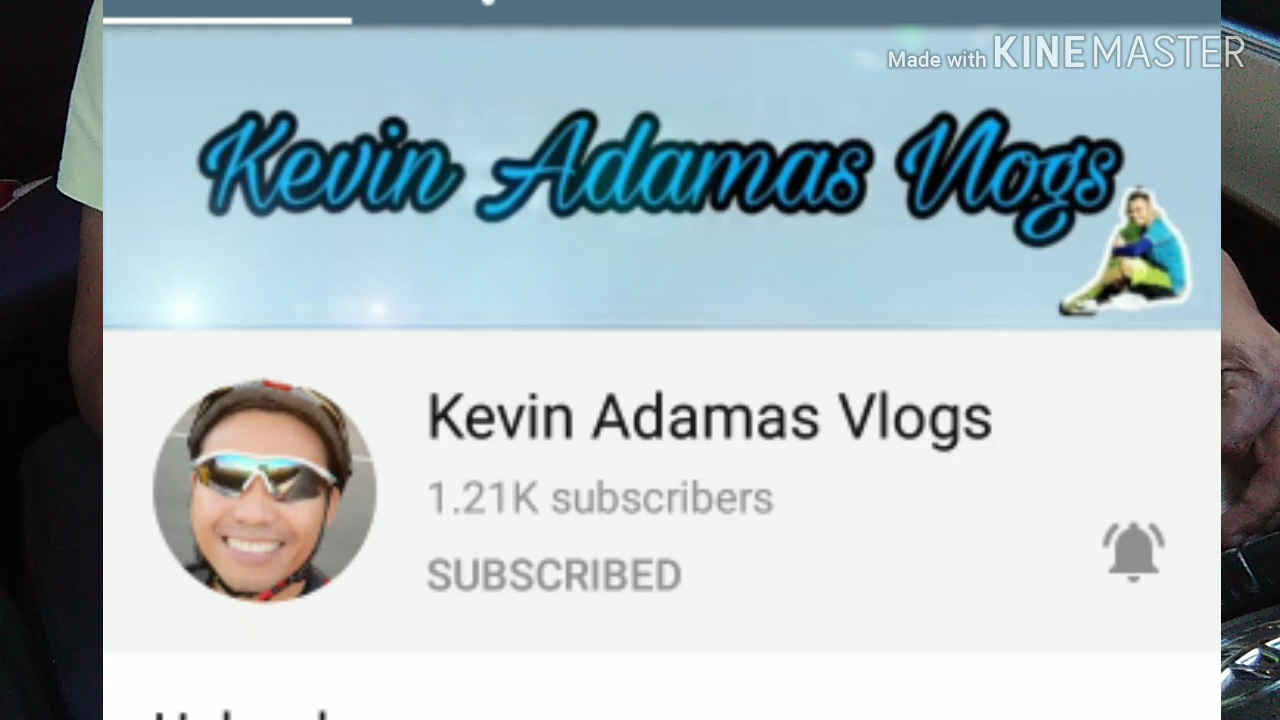 Made with KINEMASTER
Kevin Adamas Vlogs
Kevin Adamas Vlogs
1.21K subscribers
SUBSCRIBED